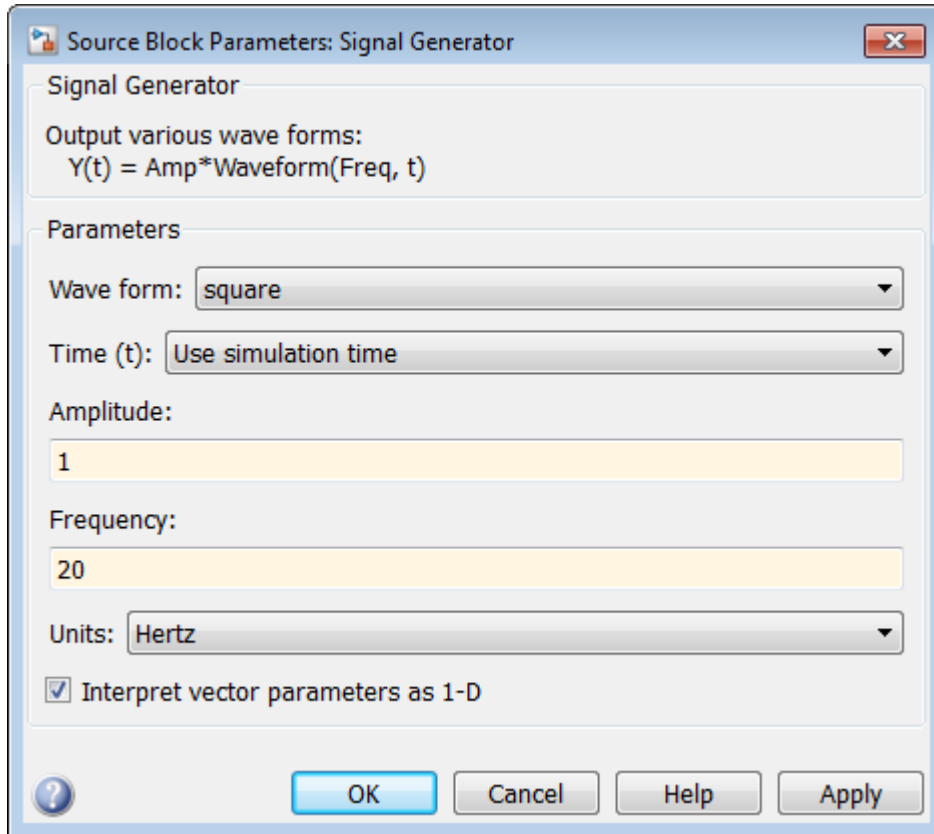 Source Block Parameters: Signal Generator
Signal Generator
Output various wave forms:
Y(t) = Amp*Waveform(Freq, t)
Parameters
Wave form: square
Time (t): Use simulation time
Amplitude:
1
Frequency:
20
Units: Hertz
Interpret vector parameters as 1-D
? OK Cancel Help Apply